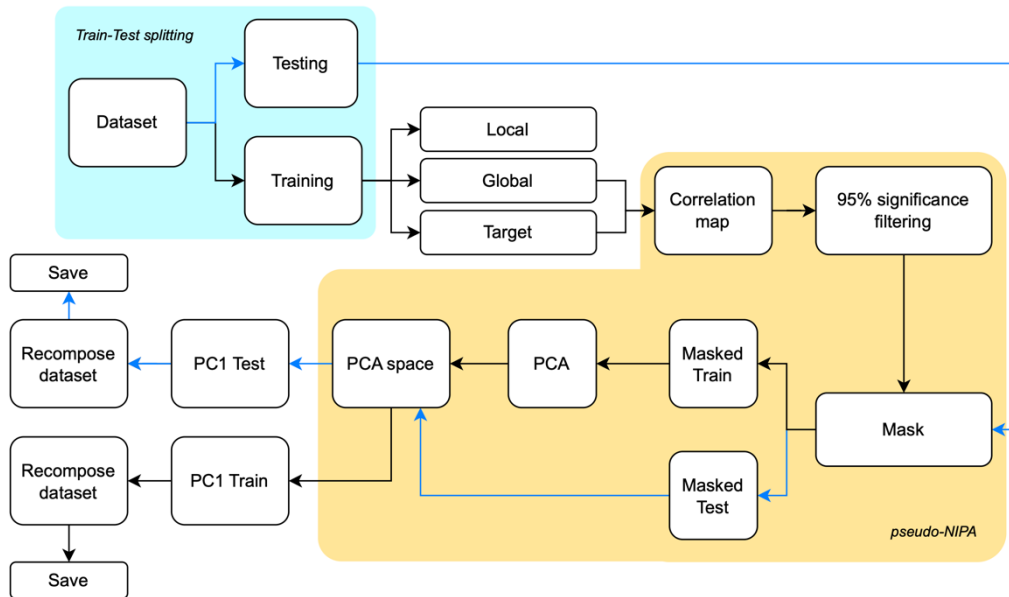 Train-Test splitting
Testing
Dataset
Training
Local
Global
Target
Correlation
map
95% significance
filtering
Save
Recompose
dataset
PC1 Test
PCA space
PCA
Masked
Train
Mask
Recompose
dataset
PC1 Train
Masked
Test
pseudo-NIPA
Save